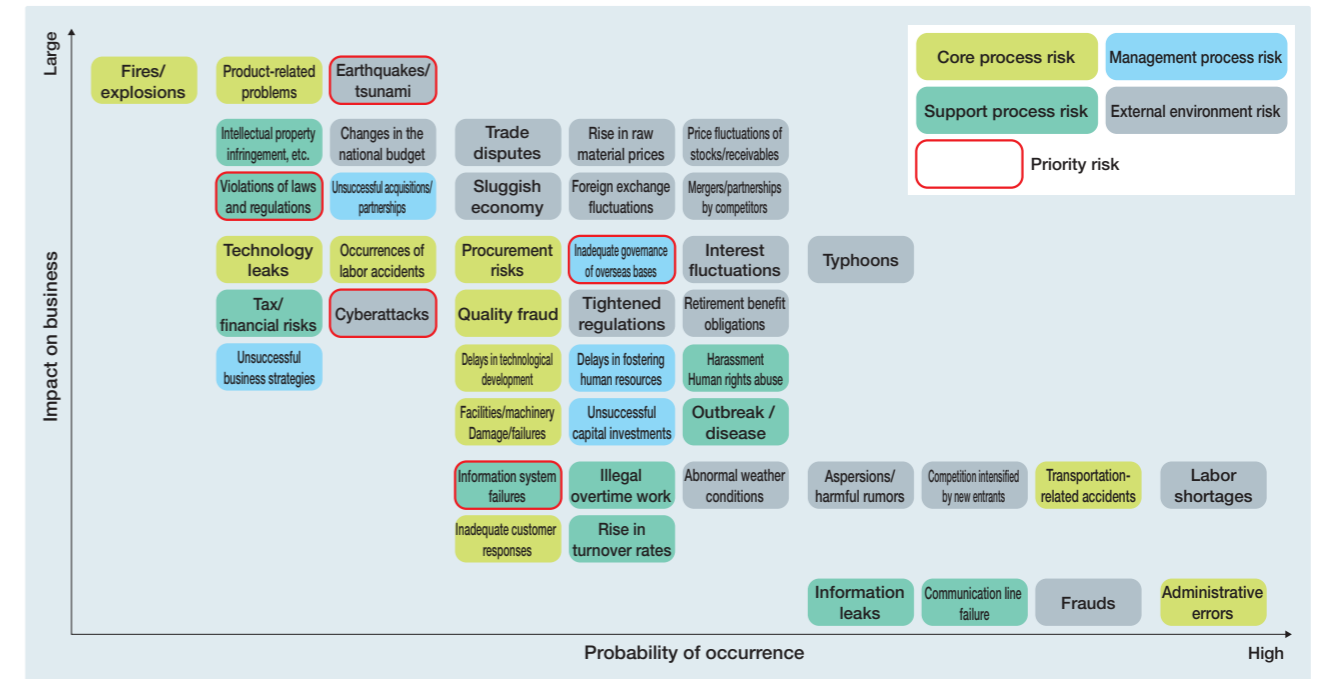 Large
Impact on business
Core process risk
Management process risk
Support process risk
External environment risk
Priority risk
Fires/
explosions
Product-related
problems
Earthquakes/
tsunami
Intellectual property
infringement, etc.
Changes in the
national budget
Trade
disputes
Rise in raw
material prices
Price fluctuations of
stocks/receivables
Violations of laws
and regulations
Unsuccessful acquisitions/
partnerships
Sluggish
economy
Foreign exchange
fluctuations
Mergers/partnerships
by competitors
Technology
leaks
Occurrences of
labor accidents
Procurement
risks
Inadequate governance
of overseas bases
Interest
fluctuations
Typhoons
Tax/
financial risks
Cyberattacks
Quality fraud
Tightened
regulations
Retirement benefit
obligations
Unsuccessful
business strategies
Delays in technological
development
Delays in fostering
human resources
Harassment
Human rights abuse
Facilities/machinery
Damage/failures
Unsuccessful
capital investments
Outbreak /
disease
Information system
failures
Illegal
overtime work
Abnormal weather
conditions
Aspersions/
harmful rumors
Competition intensified
by new entrants
Transportation-
related accidents
Labor
shortages
Inadequate customer
responses
Rise in
turnover rates
Information
leaks
Communication line
failure
Frauds
Administrative
errors
Probability of occurrence
High